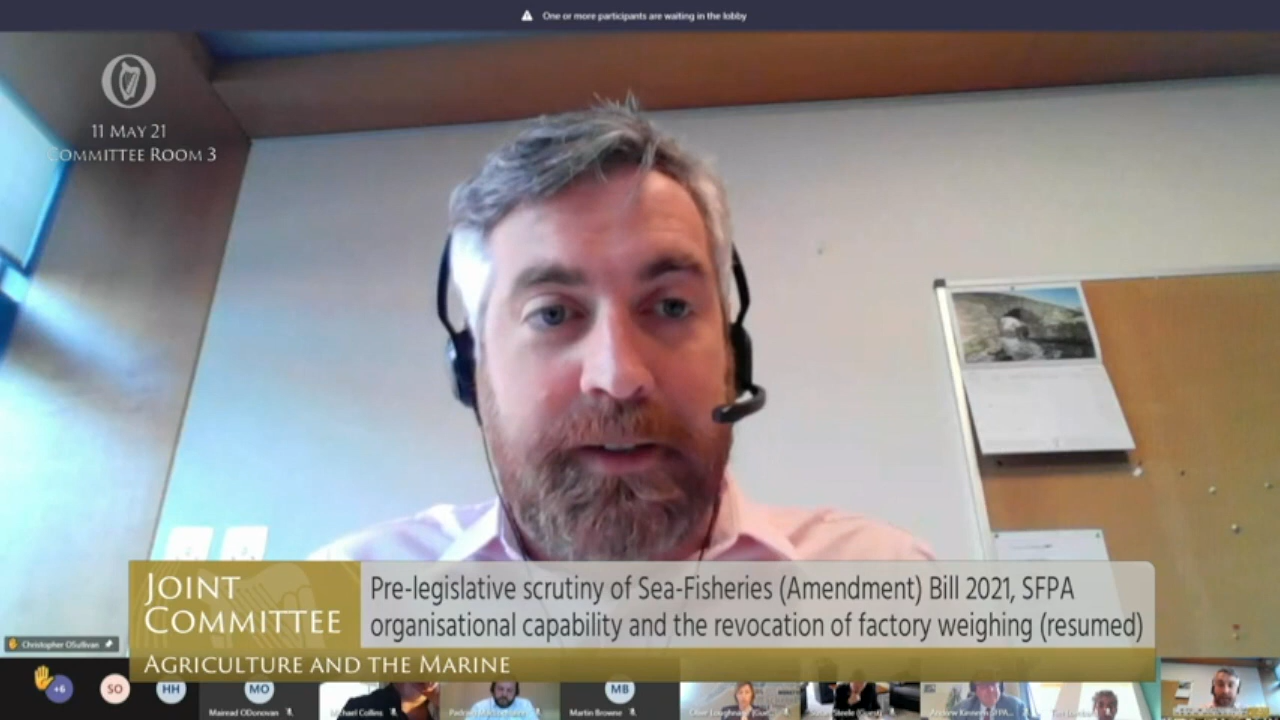 One or more participants are waiting in the lobby
11 MAY 21
COMMITTEE ROOM 3
JOINT
COMMITTEE
Pre-legislative scrutiny of Sea-Fisheries (Amendment) Bill 2021, SFPA
organisational capability and the revocation of factory weighing (resumed)
Christopher OSullivan
AGRICULTURE AND THE MARINE
+6
SO
HH
MO
MB
Mairead ODonovan
Michael Collins
Martin Browne